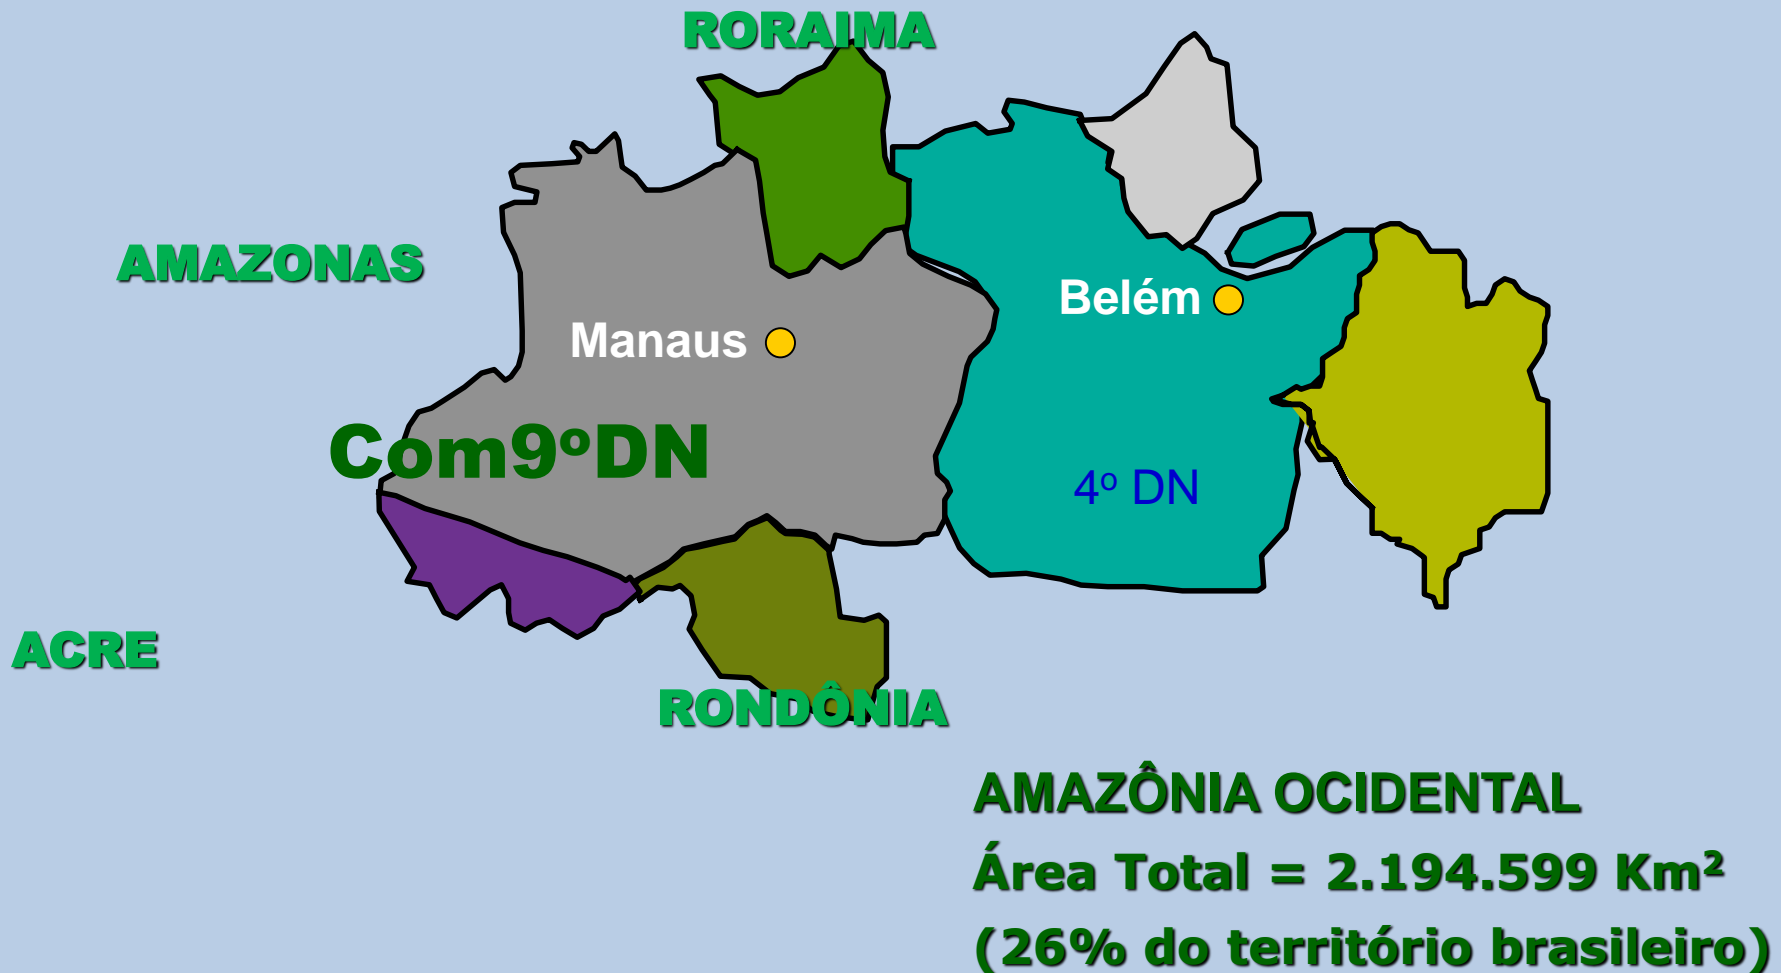 RORAIMA
AMAZONAS
Belém
Manaus
Com9ºDN
4º DN
ACRE
RONDÔNIA
AMAZÔNIA OCIDENTAL
Área Total = 2.194.599 Km²
(26% do território brasileiro)